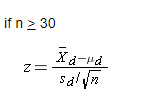 if n ≥ 30
z = (X̄d − μd) / (sd/√n)